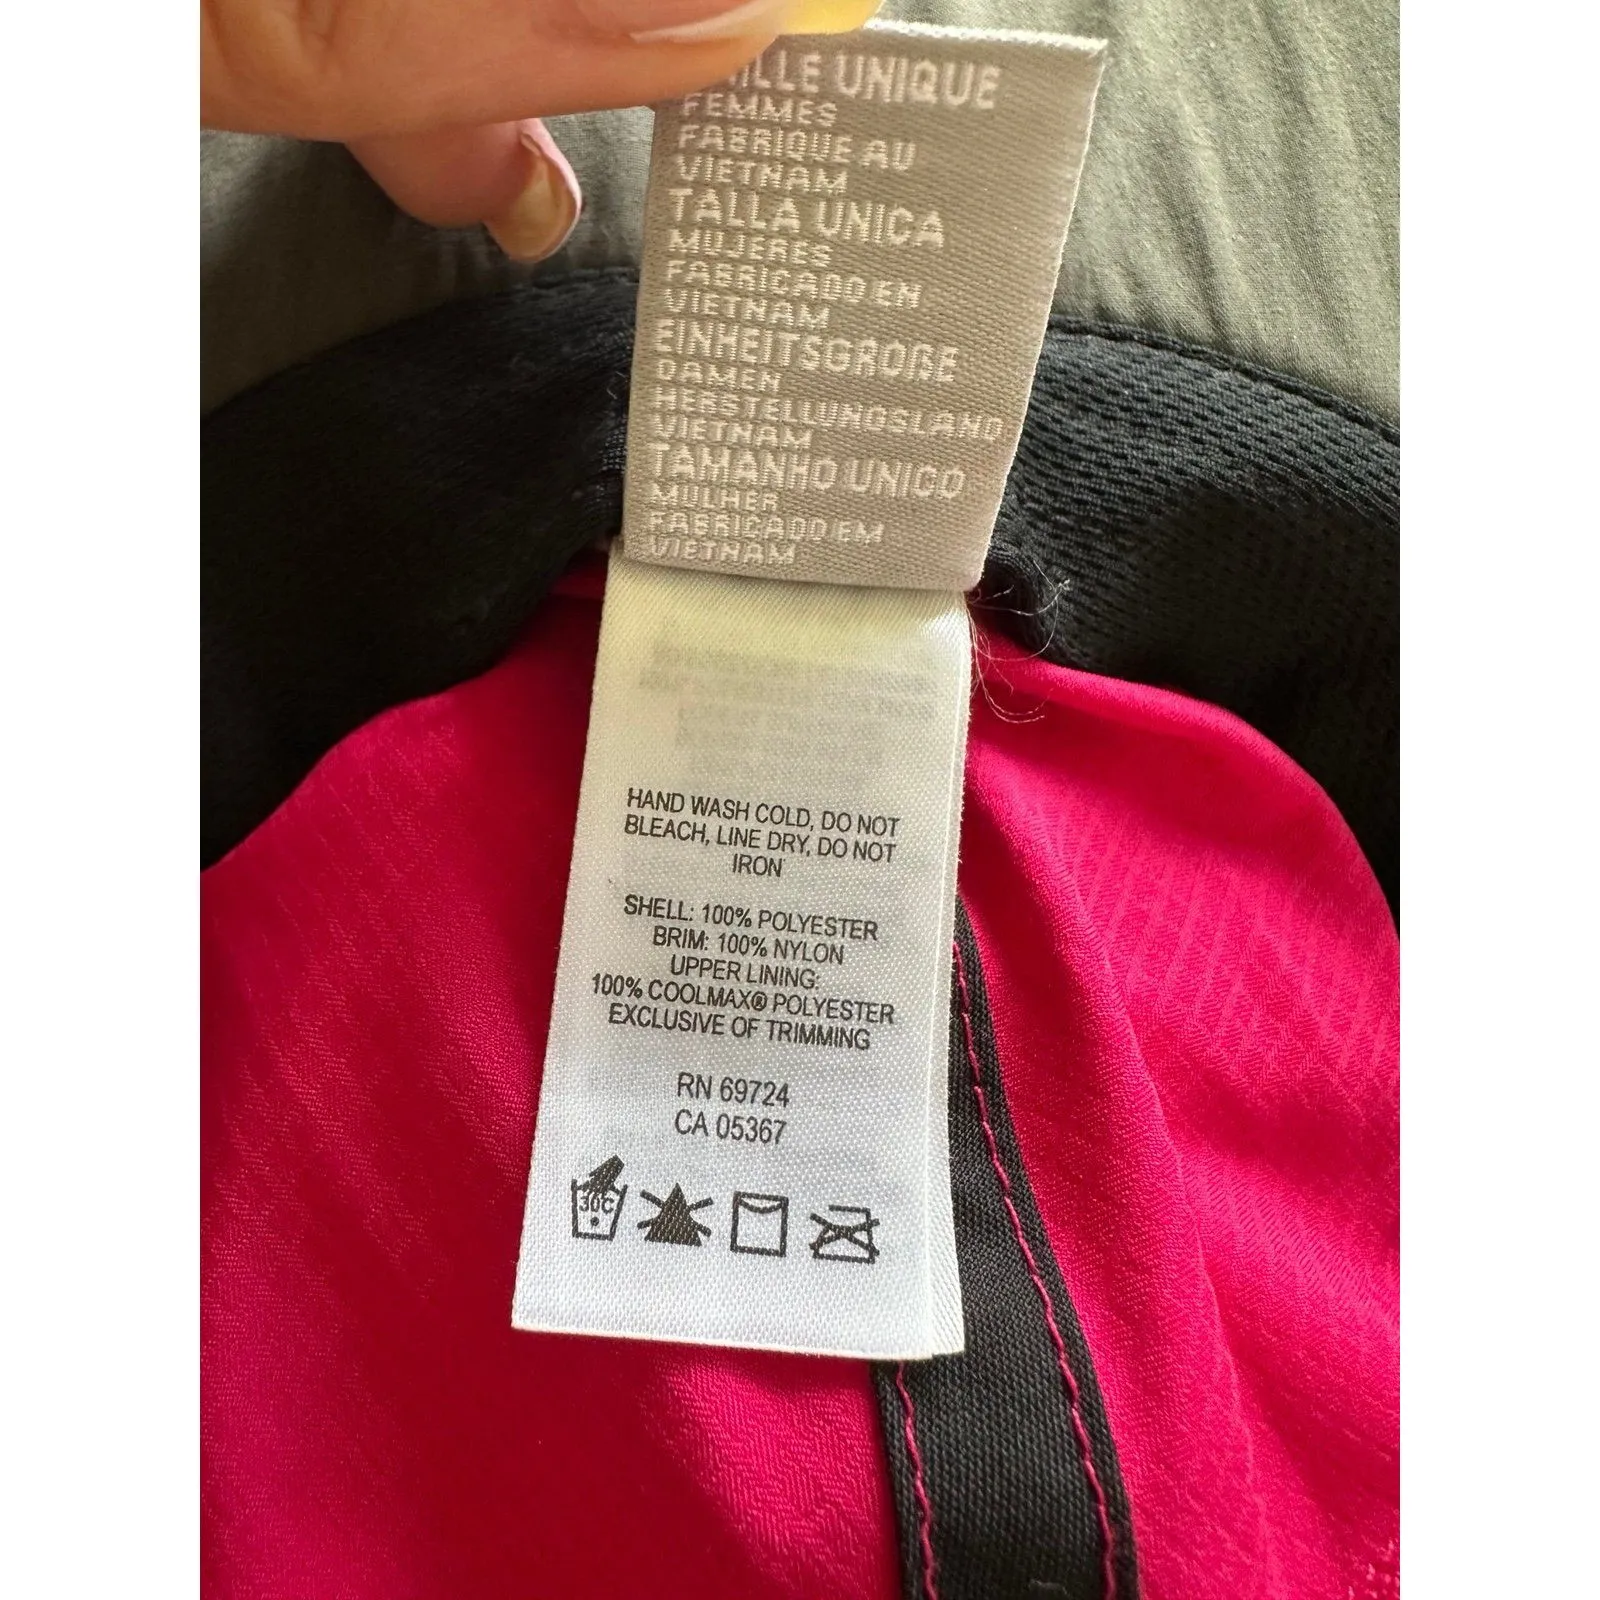 UNIQUE
FEMMES
FABRIQUE AU
VIETNAM
TALLA UNICA
MUJERES
FABRICADO EN
VIETNAM
EINHEITSGROßE
DAMEN
HERSTELLUNGSLAND
VIETNAM
TAMANHO UNICO
MULHER
FABRICADO EM
VIETNAM
HAND WASH COLD, DO NOT
BLEACH, LINE DRY, DO NOT
IRON
SHELL: 100% POLYESTER
BRIM: 100% NYLON
UPPER LINING:
100% COOLMAX® POLYESTER
EXCLUSIVE OF TRIMMING
RN 69724
CA 05367
30C